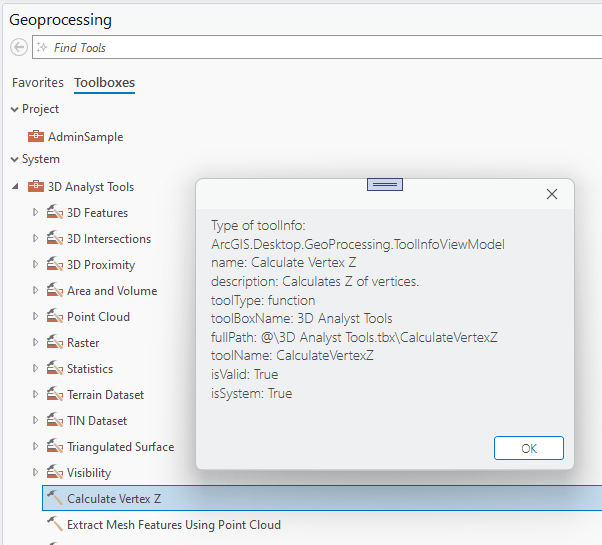 Geoprocessing
Find Tools
Favorites Toolboxes
Project
AdminSample
System
3D Analyst Tools
3D Features
3D Intersections
3D Proximity
Area and Volume
Point Cloud
Raster
Statistics
Terrain Dataset
TIN Dataset
Triangulated Surface
Visibility
Calculate Vertex Z
Extract Mesh Features Using Point Cloud
Type of toolInfo:
ArcGIS.Desktop.GeoProcessing.ToolInfoViewModel
name: Calculate Vertex Z
description: Calculates Z of vertices.
toolType: function
toolBoxName: 3D Analyst Tools
fullPath: @\3D Analyst Tools.tbx\CalculateVertexZ
toolName: CalculateVertexZ
isValid: True
isSystem: True
OK